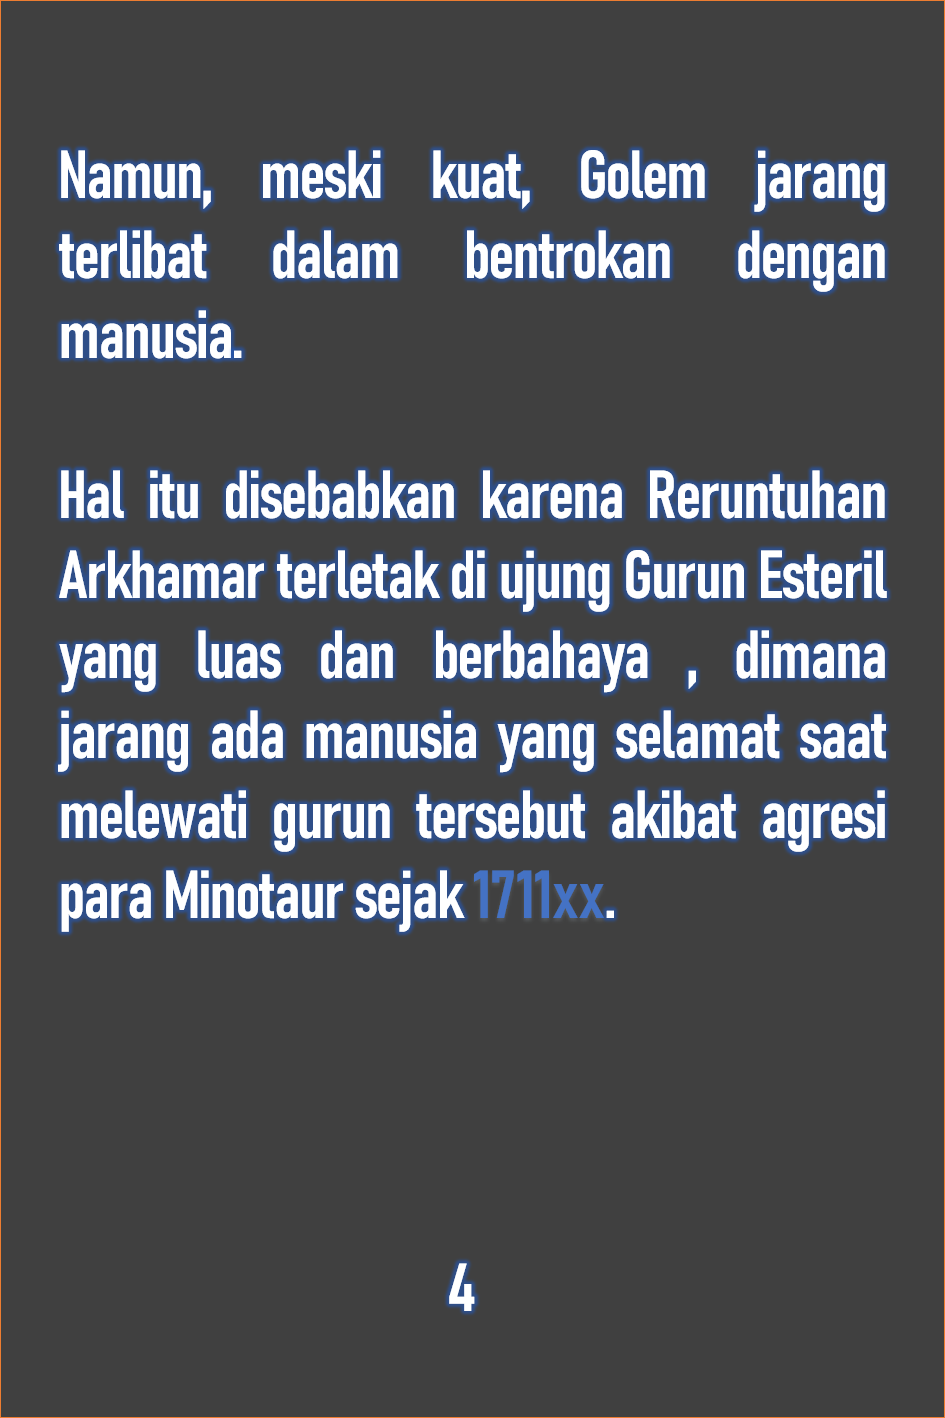 Namun, meski kuat, Golem jarang
terlibat dalam bentrokan dengan
manusia.
Hal itu disebabkan karena Reruntuhan
Arkhamar terletak di ujung Gurun Esteril
yang luas dan berbahaya , dimana
jarang ada manusia yang selamat saat
melewati gurun tersebut akibat agresi
para Minotaur sejak 1711xx.
4